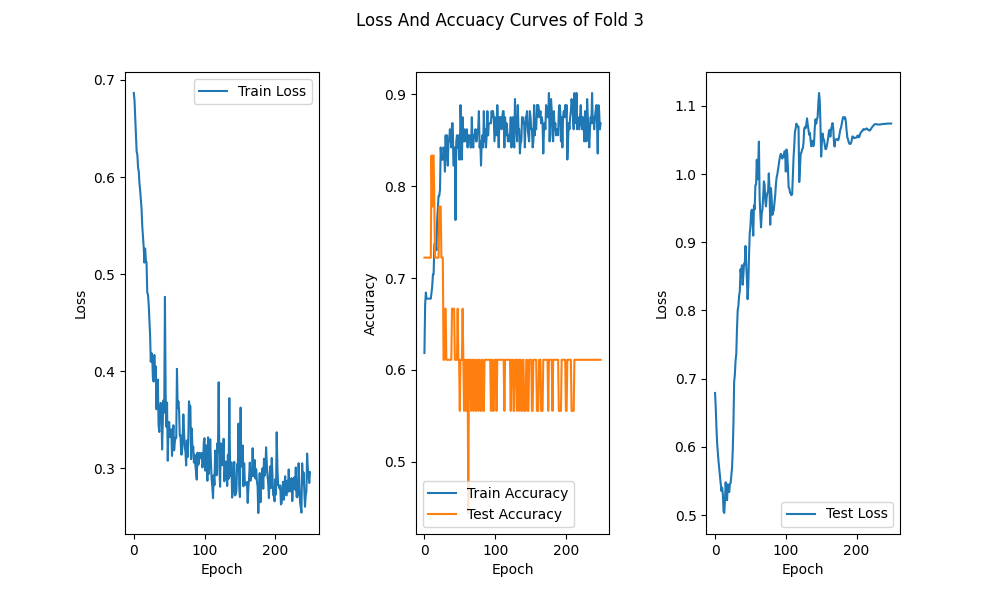 Loss And Accuacy Curves of Fold 3
0.7
0.6
0.5
0.4
0.3
Loss
0
100
200
Epoch
Train Loss
0.9
0.8
0.7
0.6
0.5
Accuracy
0
100
200
Epoch
Train Accuracy
Test Accuracy
1.1
1.0
0.9
0.8
0.7
0.6
0.5
Loss
0
100
200
Epoch
Test Loss